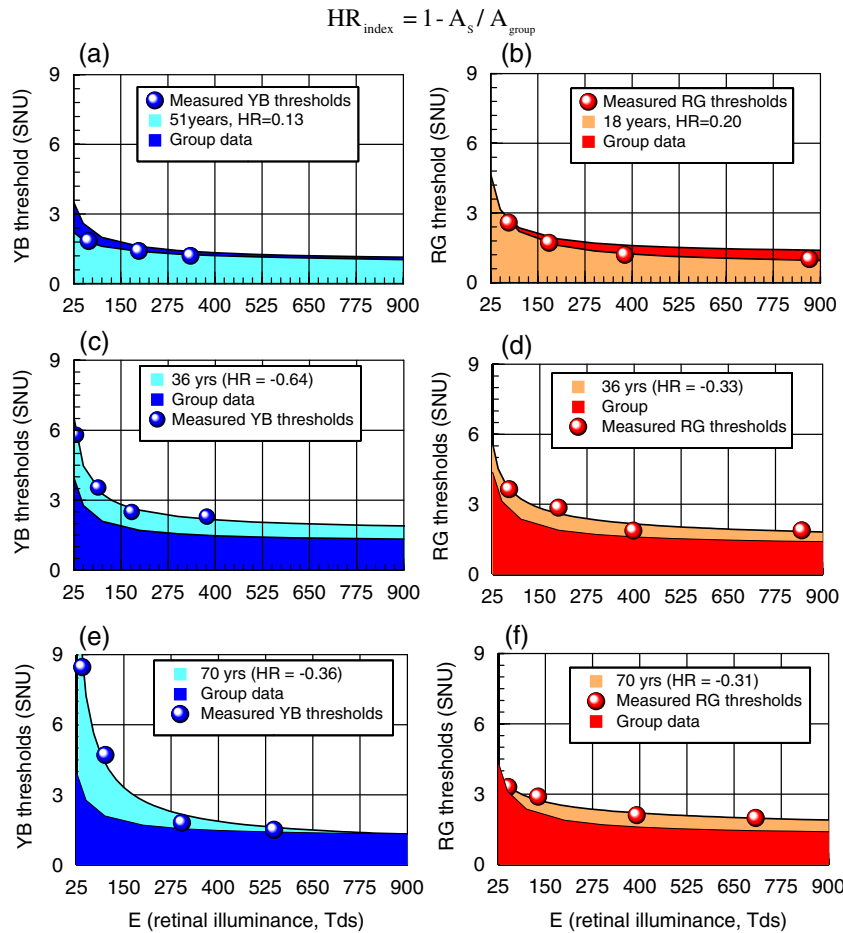 HR_index = 1 - A_s / A_group
(a)
YB threshold (SNU)
9
6
3
0
Measured YB thresholds
51years, HR=0.13
Group data
25 150 275 400 525 650 775 900
(b)
RG threshold (SNU)
9
6
3
0
Measured RG thresholds
18 years, HR=0.20
Group data
25 150 275 400 525 650 775 900
(c)
YB thresholds (SNU)
9
6
3
0
36 yrs (HR = -0.64)
Group data
Measured YB thresholds
25 150 275 400 525 650 775 900
(d)
RG thresholds (SNU)
9
6
3
0
36 yrs (HR = -0.33)
Group
Measured RG thresholds
25 150 275 400 525 650 775 900
(e)
YB thresholds (SNU)
9
6
3
0
70 yrs (HR = -0.36)
Group data
Measured YB thresholds
25 150 275 400 525 650 775 900
E (retinal illuminance, Tds)
(f)
RG thresholds (SNU)
9
6
3
0
70 yrs (HR = -0.31)
Measured RG thresholds
Group data
25 150 275 400 525 650 775 900
E (retinal illuminance, Tds)